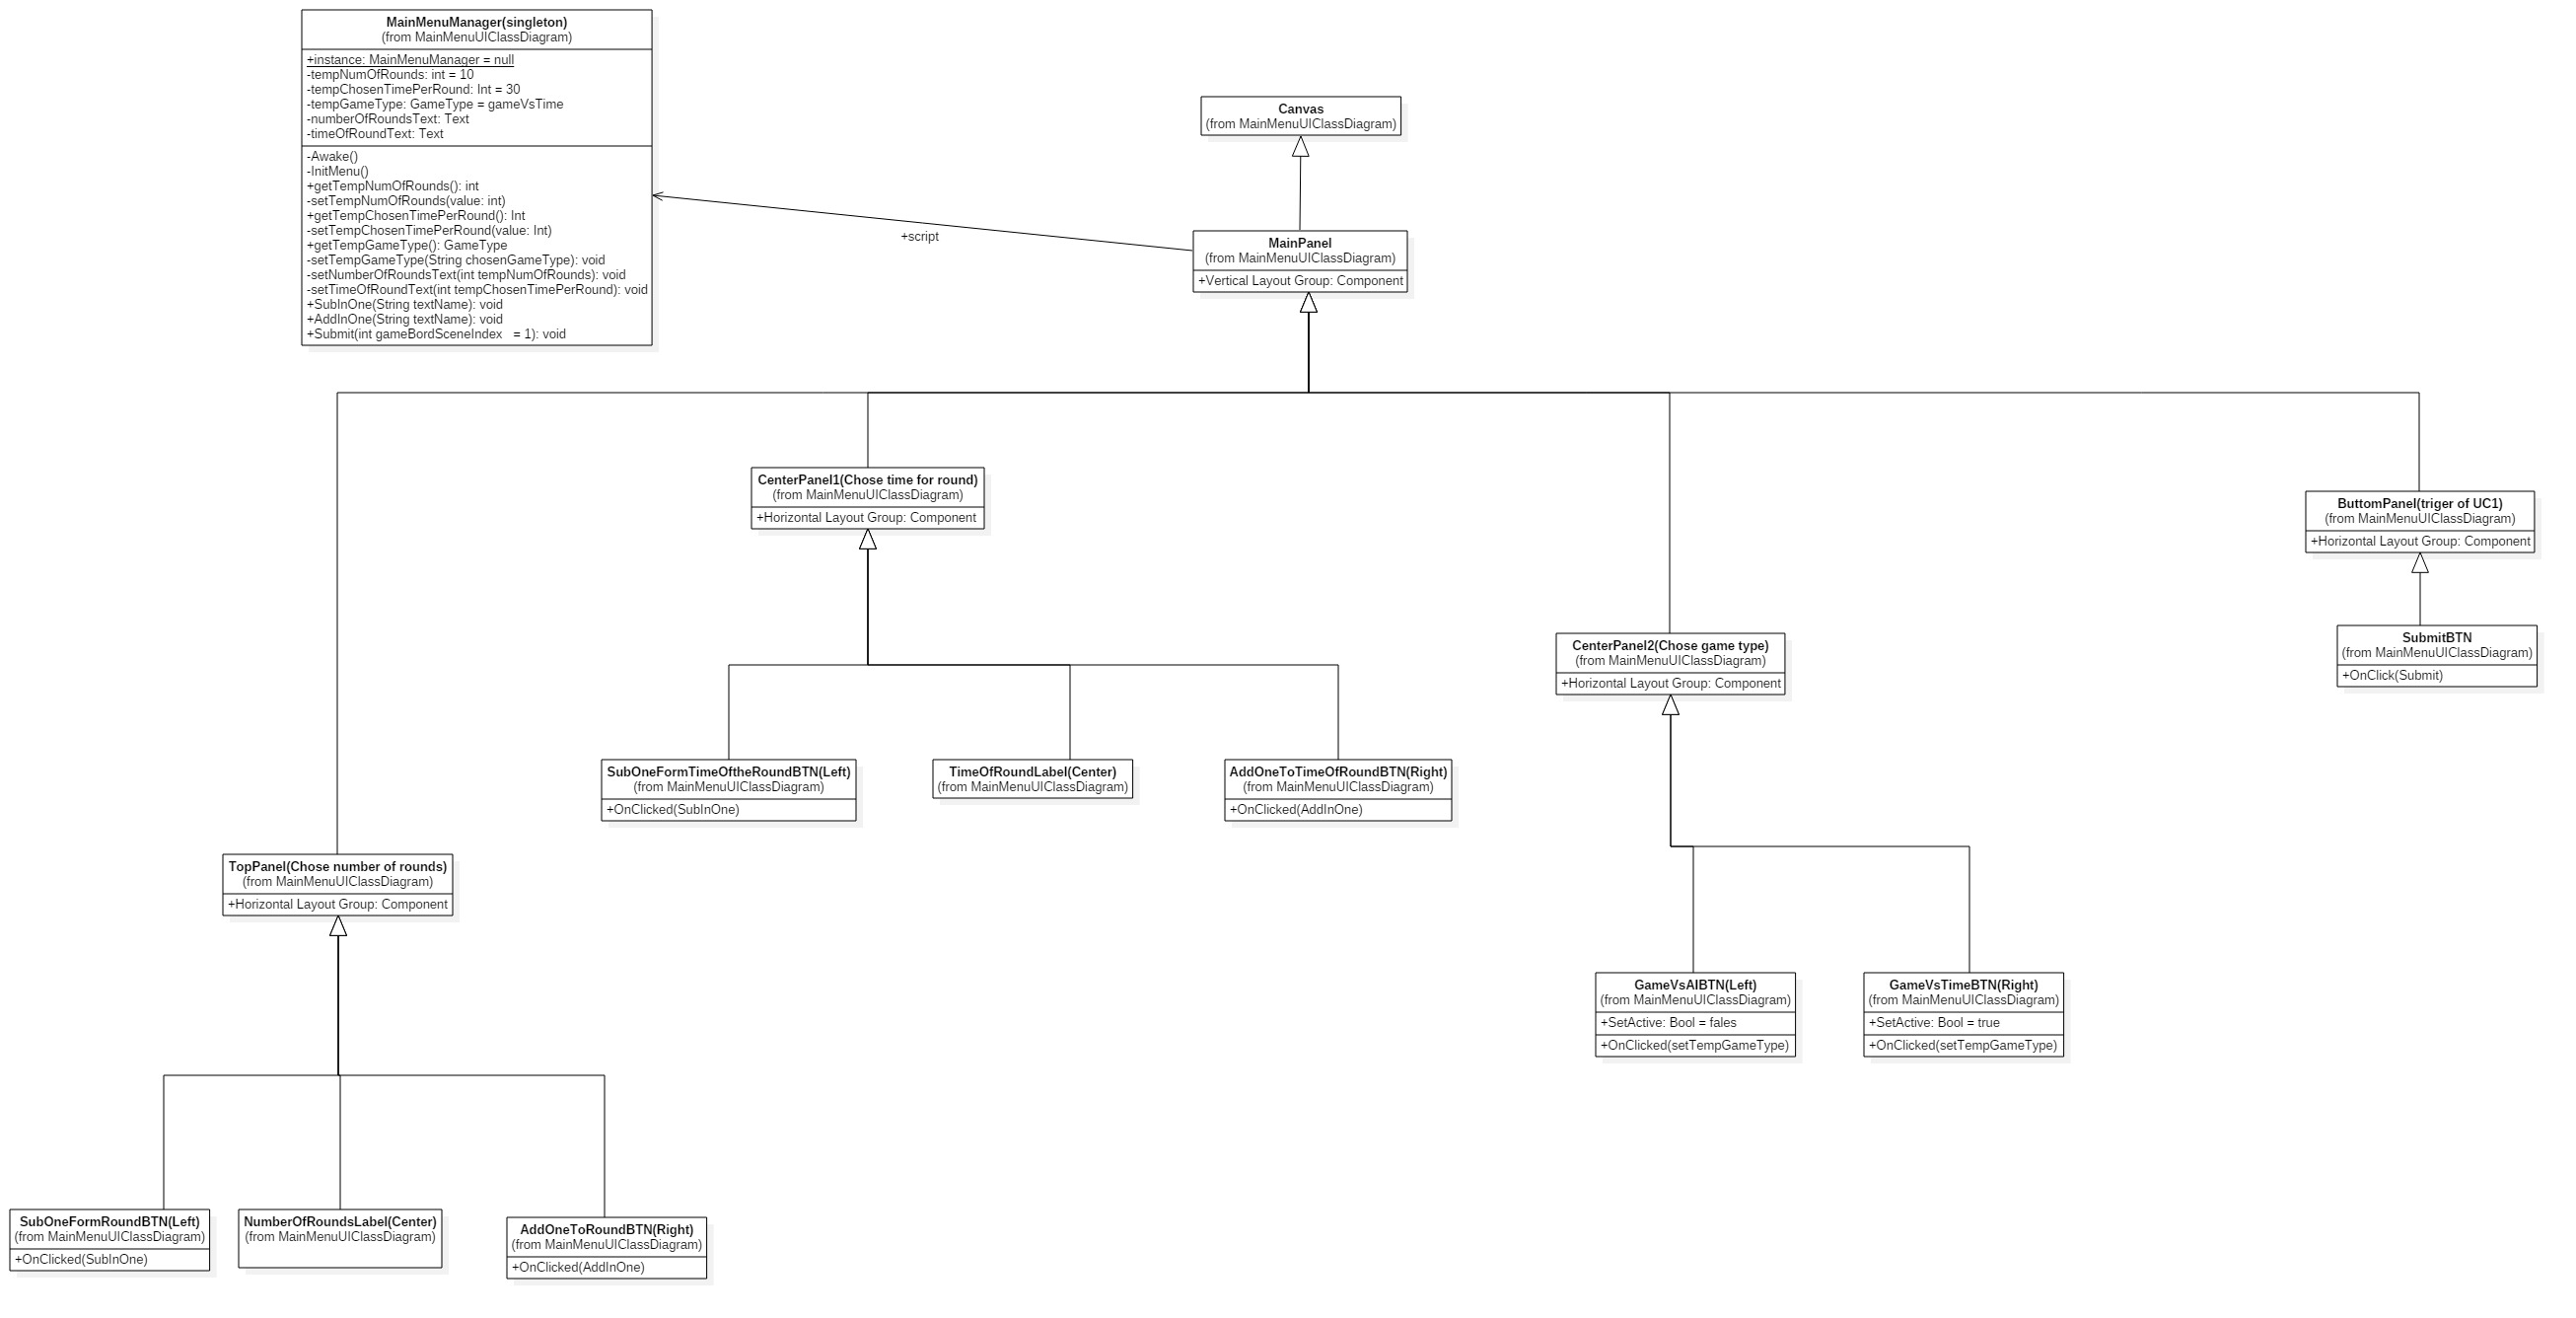 MainMenuManager(singleton)
(from MainMenuUIClassDiagram)
+instance: MainMenuManager = null
-tempNumOfRounds: int = 10
-tempChosenTimePerRound: Int = 30
-tempGameType: GameType = gameVsTime
-numberOfRoundsText: Text
-timeOfRoundText: Text
-Awake()
-InitMenu()
+getTempNumOfRounds(): int
-setTempNumOfRounds(value: int)
+getTempChosenTimePerRound(): Int
-setTempChosenTimePerRound(value: Int)
+getTempGameType(): GameType
-setTempGameType(String chosenGameType): void
-setNumberOfRoundsText(int tempNumOfRounds): void
-setTimeOfRoundText(int tempChosenTimePerRound): void
+SubInOne(String textName): void
+AddInOne(String textName): void
+Submit(int gameBordSceneIndex   = 1): void
Canvas
(from MainMenuUIClassDiagram)
+script
MainPanel
(from MainMenuUIClassDiagram)
+Vertical Layout Group: Component
CenterPanel1(Chose time for round)
(from MainMenuUIClassDiagram)
+Horizontal Layout Group: Component
ButtomPanel(triger of UC1)
(from MainMenuUIClassDiagram)
+Horizontal Layout Group: Component
CenterPanel2(Chose game type)
(from MainMenuUIClassDiagram)
+Horizontal Layout Group: Component
SubmitBTN
(from MainMenuUIClassDiagram)
+OnClick(Submit)
SubOneFormTimeOftheRoundBTN(Left)
(from MainMenuUIClassDiagram)
+OnClicked(SubInOne)
TimeOfRoundLabel(Center)
(from MainMenuUIClassDiagram)
AddOneToTimeOfRoundBTN(Right)
(from MainMenuUIClassDiagram)
+OnClicked(AddInOne)
TopPanel(Chose number of rounds)
(from MainMenuUIClassDiagram)
+Horizontal Layout Group: Component
GameVsAIBTN(Left)
(from MainMenuUIClassDiagram)
+SetActive: Bool = fales
+OnClicked(setTempGameType)
GameVsTimeBTN(Right)
(from MainMenuUIClassDiagram)
+SetActive: Bool = true
+OnClicked(setTempGameType)
SubOneFormRoundBTN(Left)
(from MainMenuUIClassDiagram)
+OnClicked(SubInOne)
NumberOfRoundsLabel(Center)
(from MainMenuUIClassDiagram)
AddOneToRoundBTN(Right)
(from MainMenuUIClassDiagram)
+OnClicked(AddInOne)